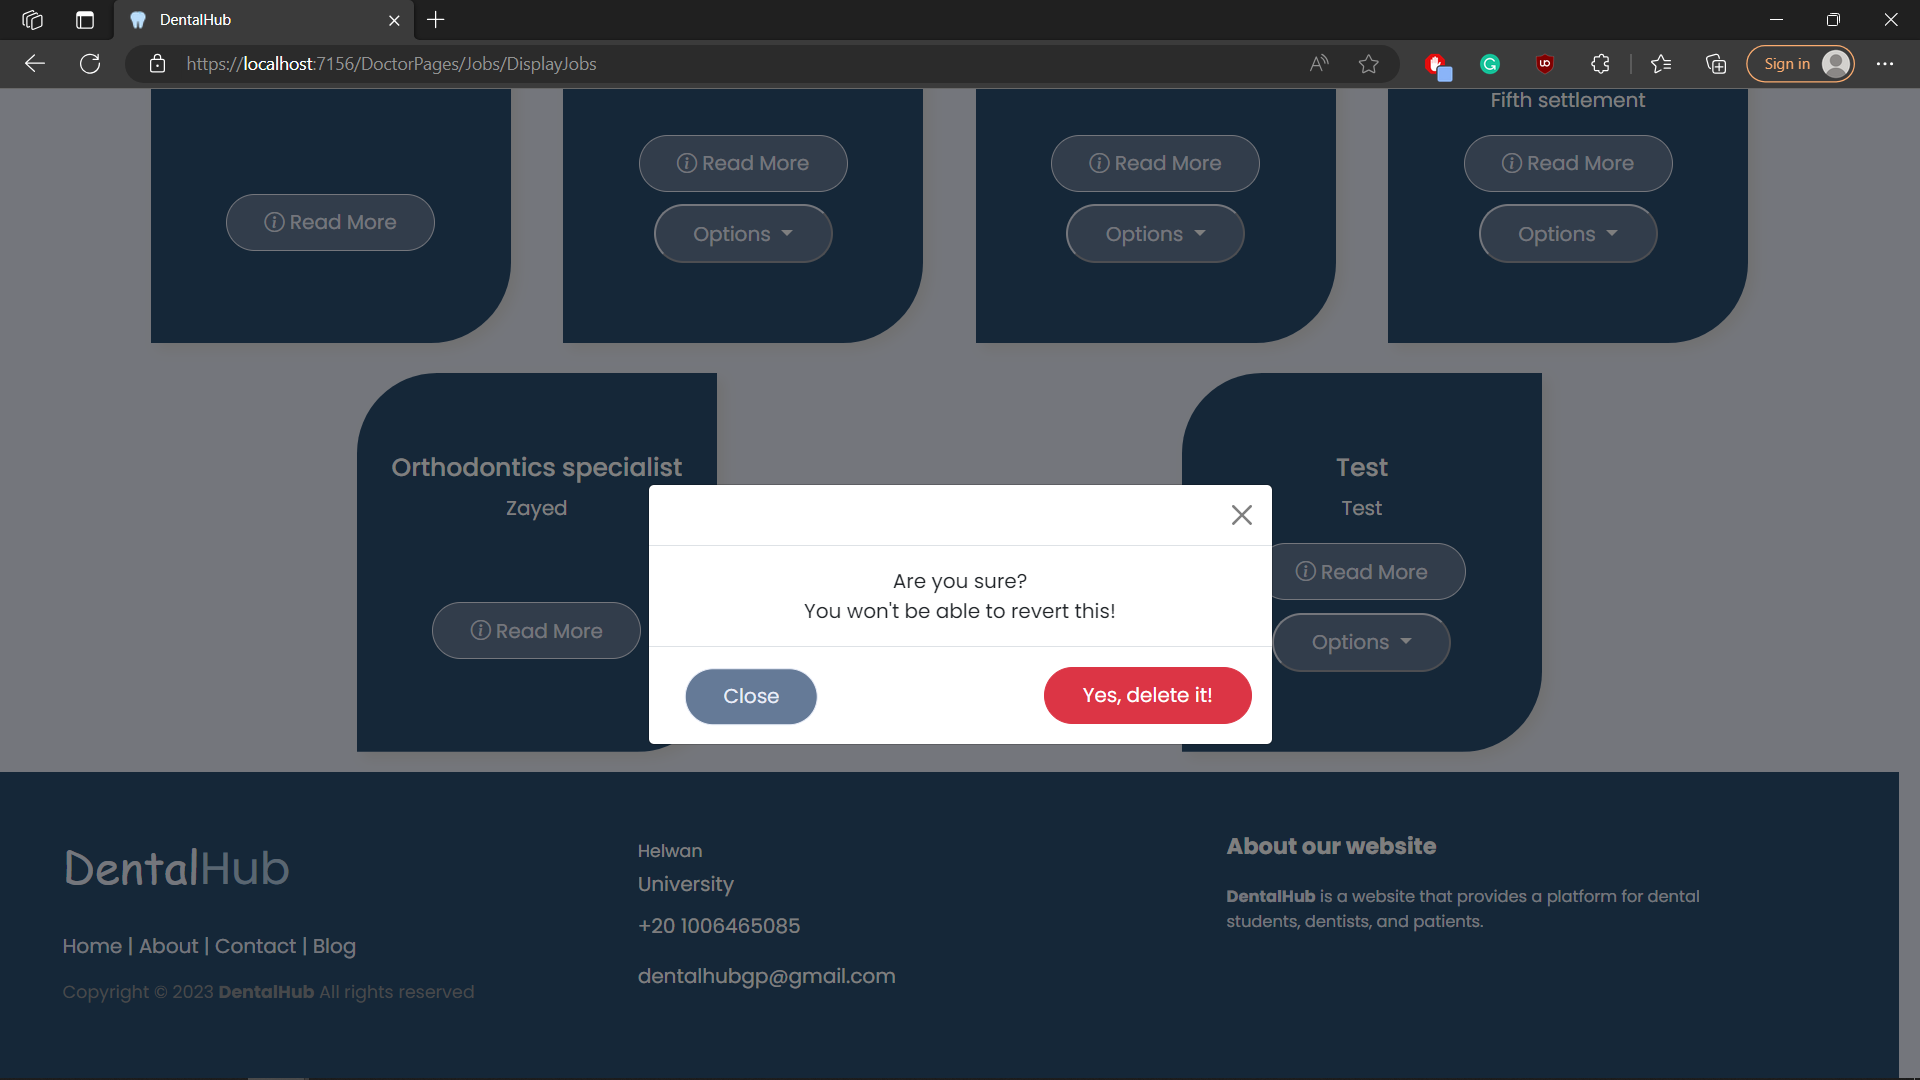 DentalHub
https://localhost:7156/DoctorPages/Jobs/DisplayJobs
Sign in
Fifth settlement
Read More
Read More
Read More
Read More
Options
Options
Options
Orthodontics specialist
Zayed
Read More
Test
Test
Read More
Options
Are you sure?
You won't be able to revert this!
Close
Yes, delete it!
DentalHub
Home | About | Contact | Blog
Copyright © 2023 DentalHub All rights reserved
Helwan
University
+20 1006465085
dentalhubgp@gmail.com
About our website
DentalHub is a website that provides a platform for dental
students, dentists, and patients.